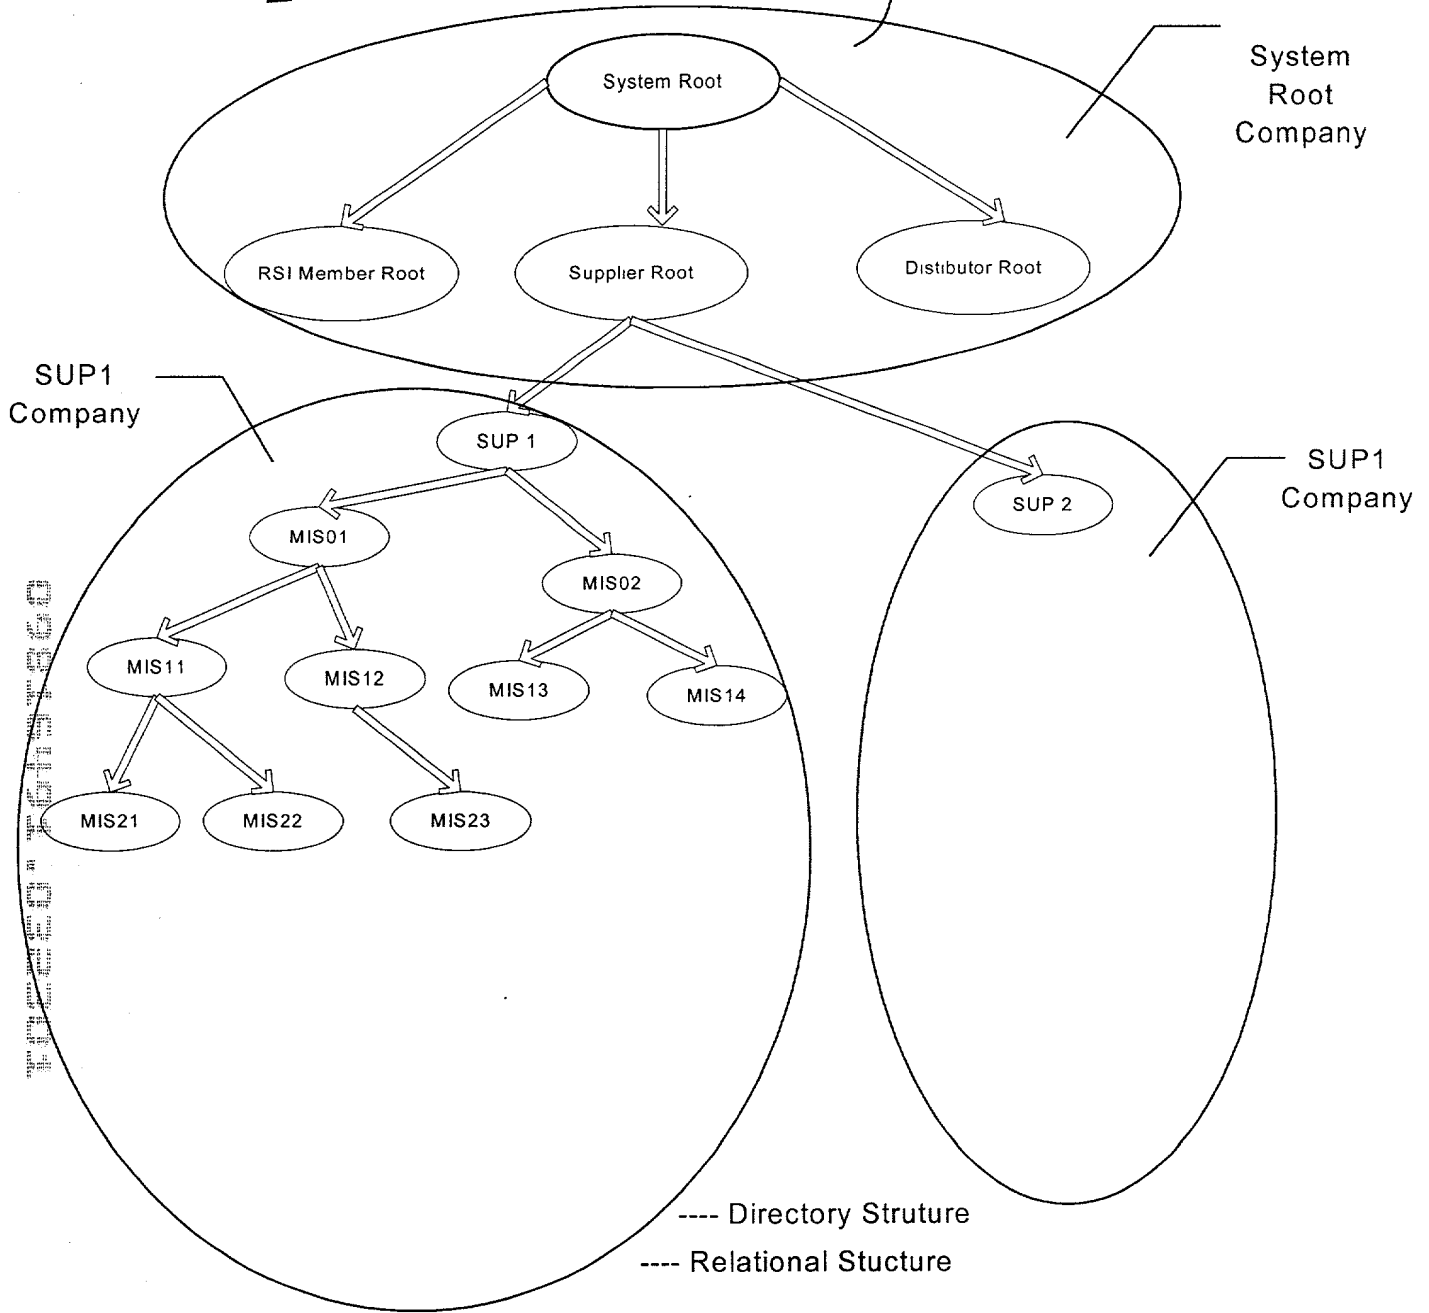 System Root
System
Root
Company
RSI Member Root
Supplier Root
Distibutor Root
SUP1
Company
SUP 1
SUP1
Company
SUP 2
MIS01
MIS02
MIS11
MIS12
MIS13
MIS14
MIS21
MIS22
MIS23
---- Directory Struture
---- Relational Stucture